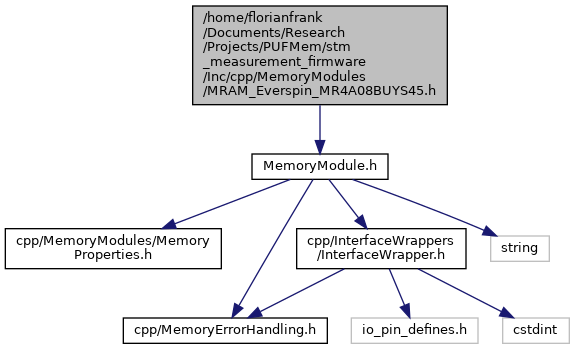 /home/florianfrank
/Documents/Research
/Projects/PUFMem/stm
_measurement_firmware
/Inc/cpp/MemoryModules
/MRAM_Everspin_MR4A08BUYS45.h
MemoryModule.h
cpp/MemoryModules/Memory
Properties.h
cpp/InterfaceWrappers
/InterfaceWrapper.h
string
cpp/MemoryErrorHandling.h
io_pin_defines.h
cstdint